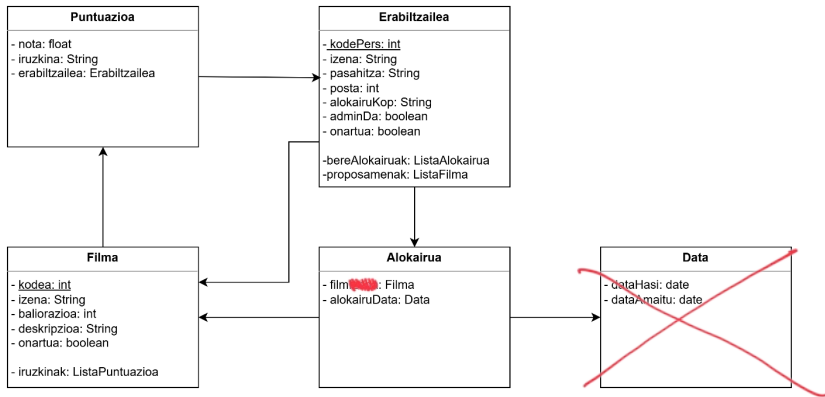 Puntuazioa
- nota: float
- iruzkina: String
- erabiltzailea: Erabiltzailea
Erabiltzailea
- kodePers: int
- izena: String
- pasahitza: String
- posta: int
- alokairuKop: String
- adminDa: boolean
- onartua: boolean
-bereAlokairuak: ListaAlokairua
-proposamenak: ListaFilma
Filma
- kodea: int
- izena: String
- baliorazioa: int
- deskripzioa: String
- onartua: boolean
- iruzkinak: ListaPuntuazioa
Alokairua
- film : Filma
- alokairuData: Data
Data
- dataHasi: date
- dataAmaitu: date